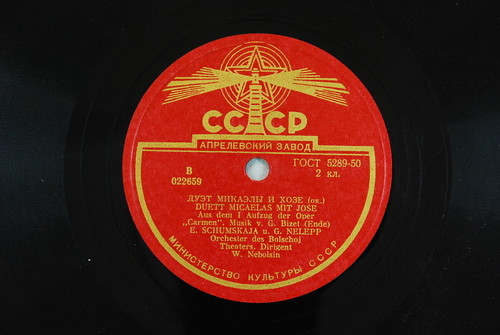 СССР
АПРЕЛЕВСКИЙ ЗАВОД
В
022659
ГОСТ 5289-50
2 кл.
ДУЭТ МИКАЭЛЫ И ХОЗЕ (ок.)
DUETT MICAELAS MIT JOSE
Aus dem I Aufzug der Oper
„Carmen". Musik v. G. Bizet (Ende)
E. SCHUMSKAJA u. G. NELEPP
Orchester des Bolschoj
Theaters, Dirigent
W. Nebolsin
МИНИСТЕРСТВО КУЛЬТУРЫ СССР